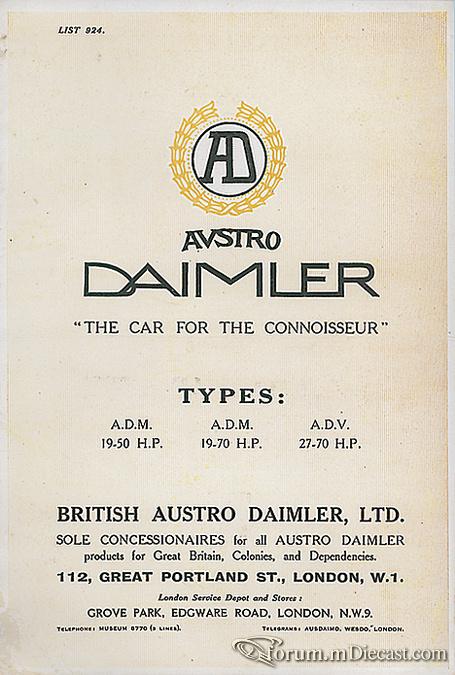 LIST 924.
AD
AVSTRO
DAIMLER
"THE CAR FOR THE CONNOISSEUR"
TYPES:
A.D.M. A.D.M. A.D.V.
19-50 H.P. 19-70 H.P. 27-70 H.P.
BRITISH AUSTRO DAIMLER, LTD.
SOLE CONCESSIONAIRES for all AUSTRO DAIMLER
products for Great Britain, Colonies, and Dependencies.
112, GREAT PORTLAND ST., LONDON, W.1.
London Service Depot and Stores:
GROVE PARK, EDGWARE ROAD, LONDON, N.W.9.
TELEPHONE: MUSEUM 8770 (3 LINES). TELEGRAMS: AUSDAIMO, WESDO, "LONDON.
Forum.mDiecast.com